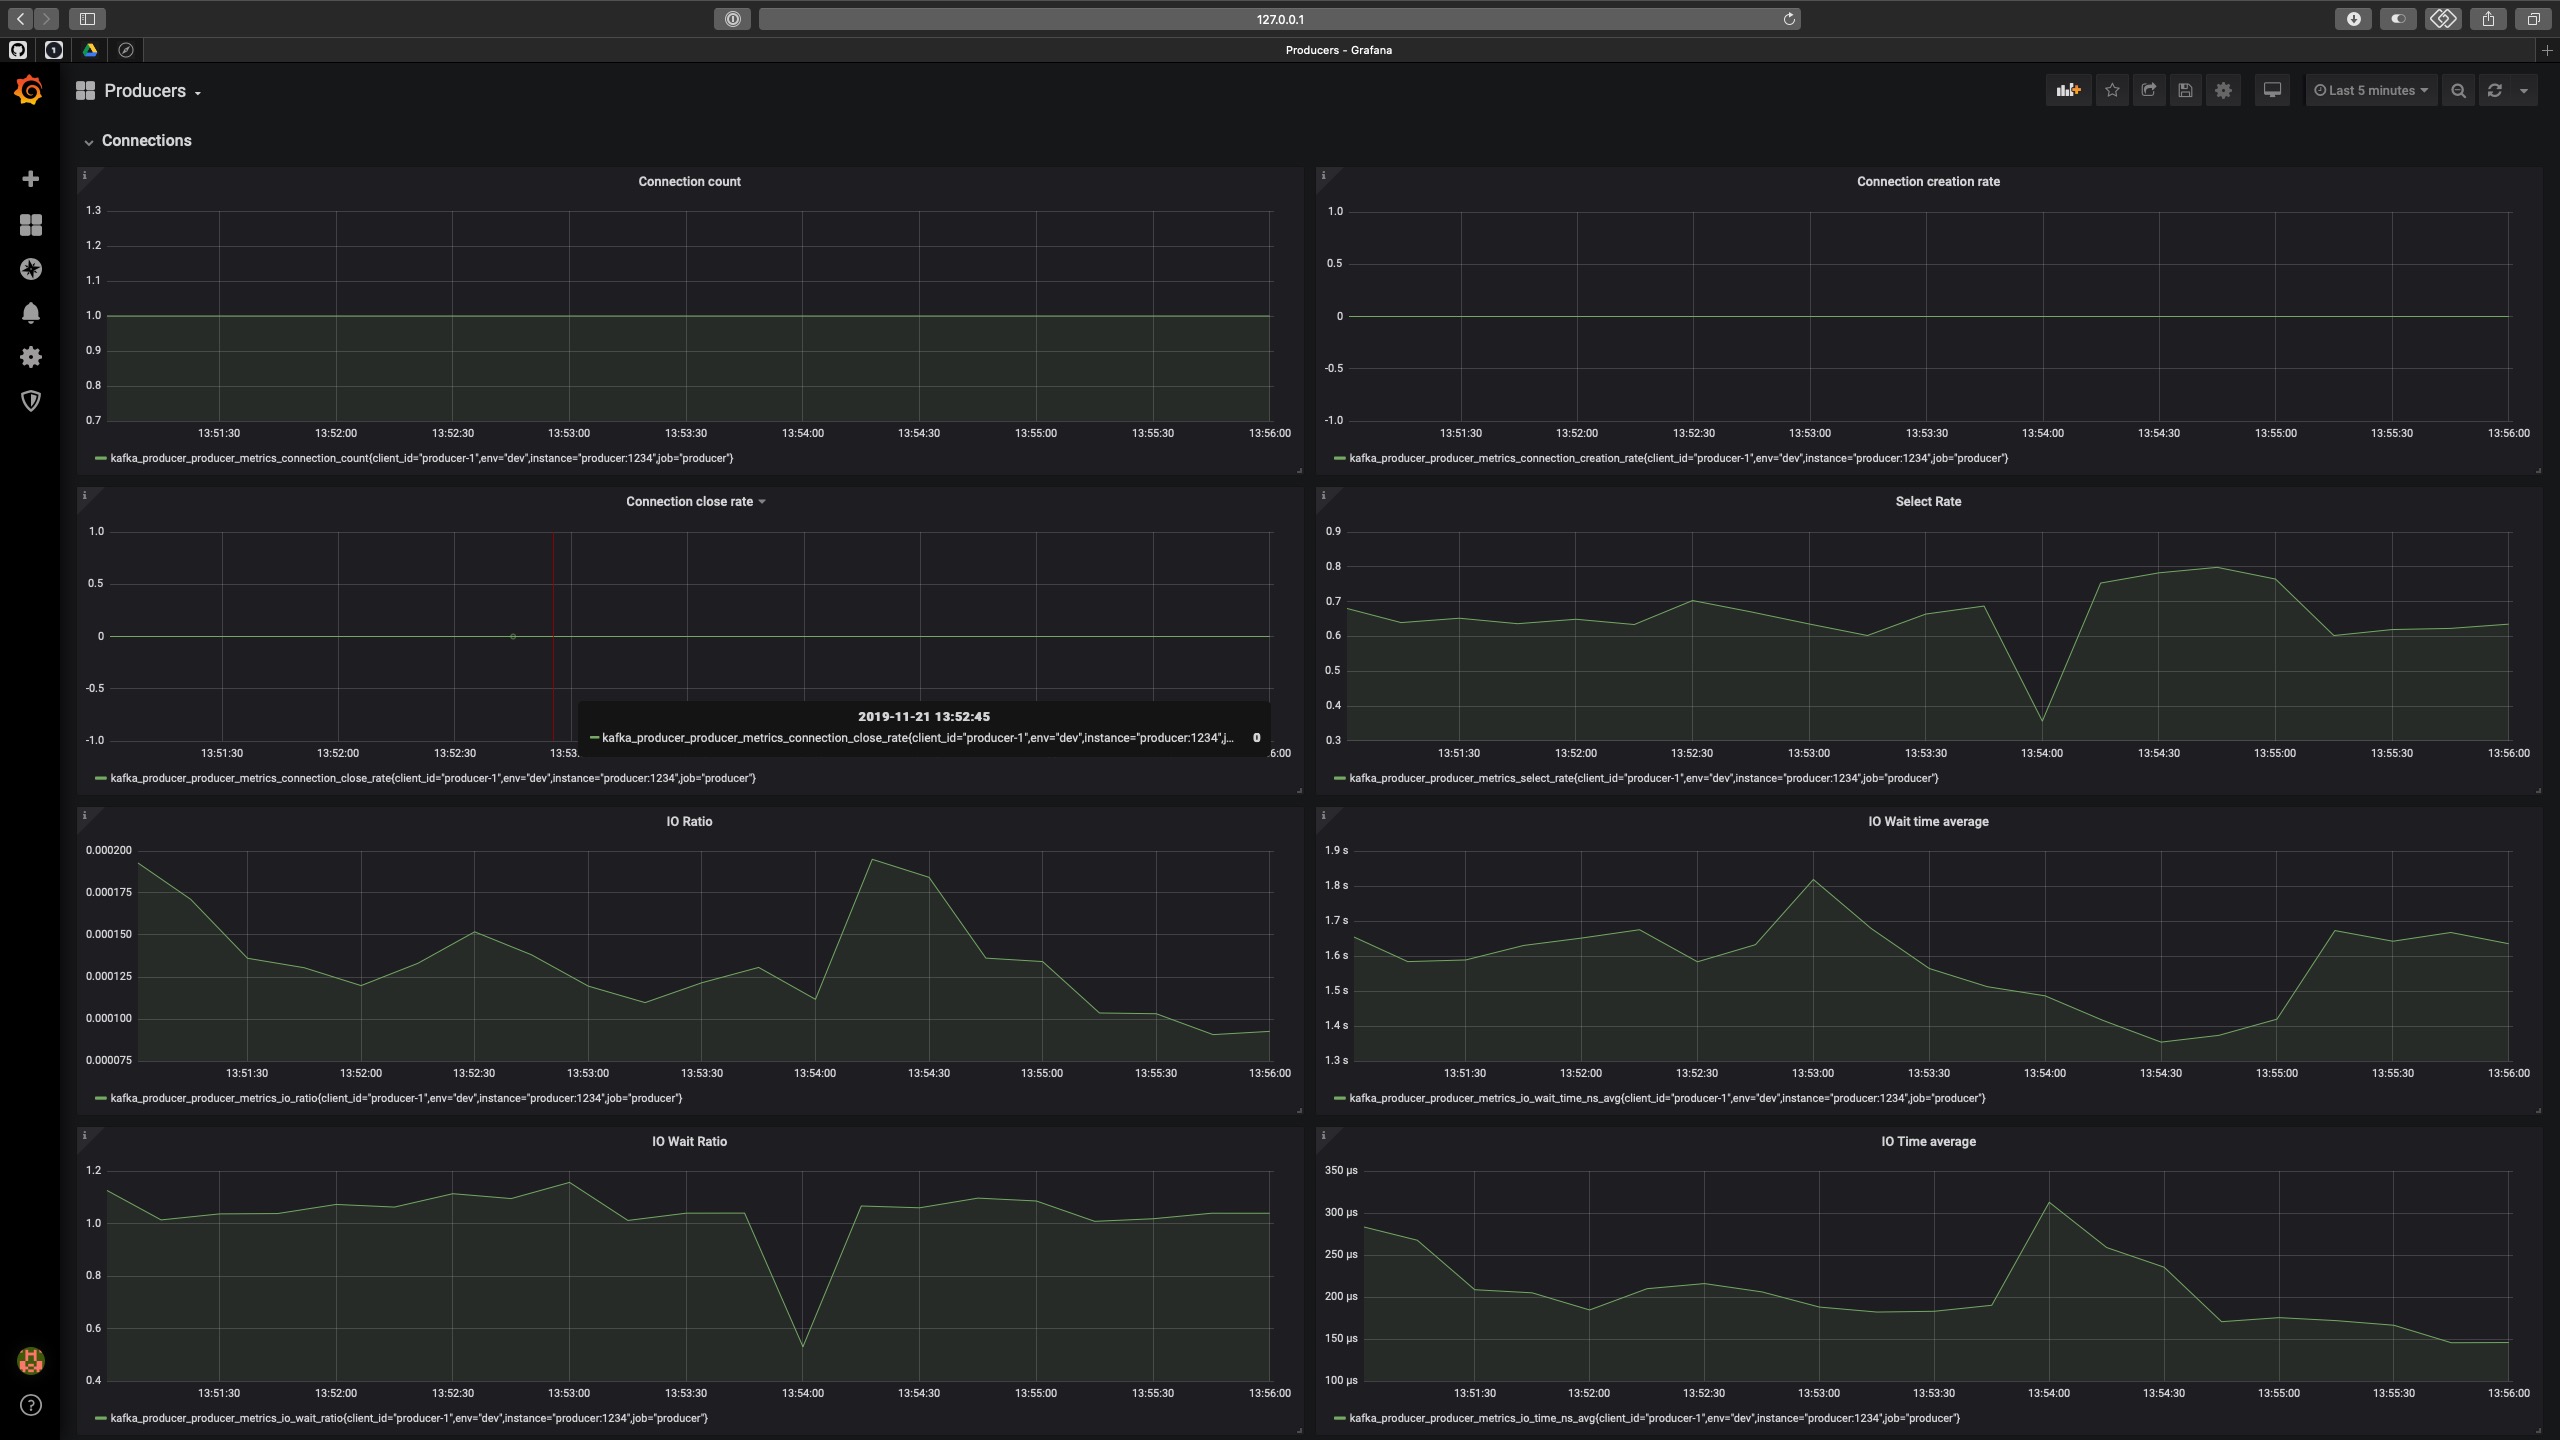 127.0.0.1
Producers - Grafana
Producers
Last 5 minutes
Connections
Connection count
1.3
1.2
1.1
1.0
0.9
0.8
0.7
13:51:30 13:52:00 13:52:30 13:53:00 13:53:30 13:54:00 13:54:30 13:55:00 13:55:30 13:56:00
kafka_producer_producer_metrics_connection_count{client_id="producer-1",env="dev",instance="producer:1234",job="producer"}
Connection creation rate
1.0
0.5
0
-0.5
-1.0
13:51:30 13:52:00 13:52:30 13:53:00 13:53:30 13:54:00 13:54:30 13:55:00 13:55:30 13:56:00
kafka_producer_producer_metrics_connection_creation_rate{client_id="producer-1",env="dev",instance="producer:1234",job="producer"}
Connection close rate
1.0
0.5
0
-0.5
-1.0
13:51:30 13:52:00 13:52:30 13:53: 6:00
2019-11-21 13:52:45
kafka_producer_producer_metrics_connection_close_rate{client_id="producer-1",env="dev",instance="producer:1234",j... 0
kafka_producer_producer_metrics_connection_close_rate{client_id="producer-1",env="dev",instance="producer:1234",job="producer"}
Select Rate
0.9
0.8
0.7
0.6
0.5
0.4
0.3
13:51:30 13:52:00 13:52:30 13:53:00 13:53:30 13:54:00 13:54:30 13:55:00 13:55:30 13:56:00
kafka_producer_producer_metrics_select_rate{client_id="producer-1",env="dev",instance="producer:1234",job="producer"}
IO Ratio
0.000200
0.000175
0.000150
0.000125
0.000100
0.000075
13:51:30 13:52:00 13:52:30 13:53:00 13:53:30 13:54:00 13:54:30 13:55:00 13:55:30 13:56:00
kafka_producer_producer_metrics_io_ratio{client_id="producer-1",env="dev",instance="producer:1234",job="producer"}
IO Wait time average
1.9 s
1.8 s
1.7 s
1.6 s
1.5 s
1.4 s
1.3 s
13:51:30 13:52:00 13:52:30 13:53:00 13:53:30 13:54:00 13:54:30 13:55:00 13:55:30 13:56:00
kafka_producer_producer_metrics_io_wait_time_ns_avg{client_id="producer-1",env="dev",instance="producer:1234",job="producer"}
IO Wait Ratio
1.2
1.0
0.8
0.6
0.4
13:51:30 13:52:00 13:52:30 13:53:00 13:53:30 13:54:00 13:54:30 13:55:00 13:55:30 13:56:00
kafka_producer_producer_metrics_io_wait_ratio{client_id="producer-1",env="dev",instance="producer:1234",job="producer"}
IO Time average
350 µs
300 µs
250 µs
200 µs
150 µs
100 µs
13:51:30 13:52:00 13:52:30 13:53:00 13:53:30 13:54:00 13:54:30 13:55:00 13:55:30 13:56:00
kafka_producer_producer_metrics_io_time_ns_avg{client_id="producer-1",env="dev",instance="producer:1234",job="producer"}